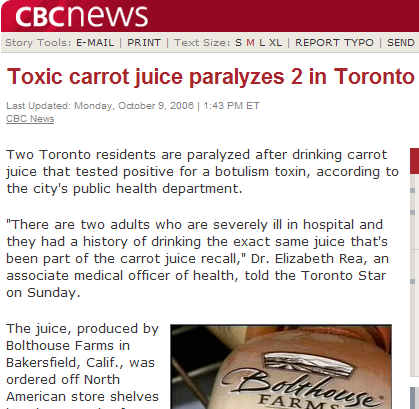 CBCnews
Story Tools: E-MAIL | PRINT | Text Size: S M L XL | REPORT TYPO | SEND
Toxic carrot juice paralyzes 2 in Toronto
Last Updated: Monday, October 9, 2006 | 1:43 PM ET
CBC News
Two Toronto residents are paralyzed after drinking carrot
juice that tested positive for a botulism toxin, according to
the city's public health department.
"There are two adults who are severely ill in hospital and
they had a history of drinking the exact same juice that's
been part of the carrot juice recall," Dr. Elizabeth Rea, an
associate medical officer of health, told the Toronto Star
on Sunday.
The juice, produced by
Bolthouse Farms in
Bakersfield, Calif., was
ordered off North
American store shelves
Bolthouse
FARMS